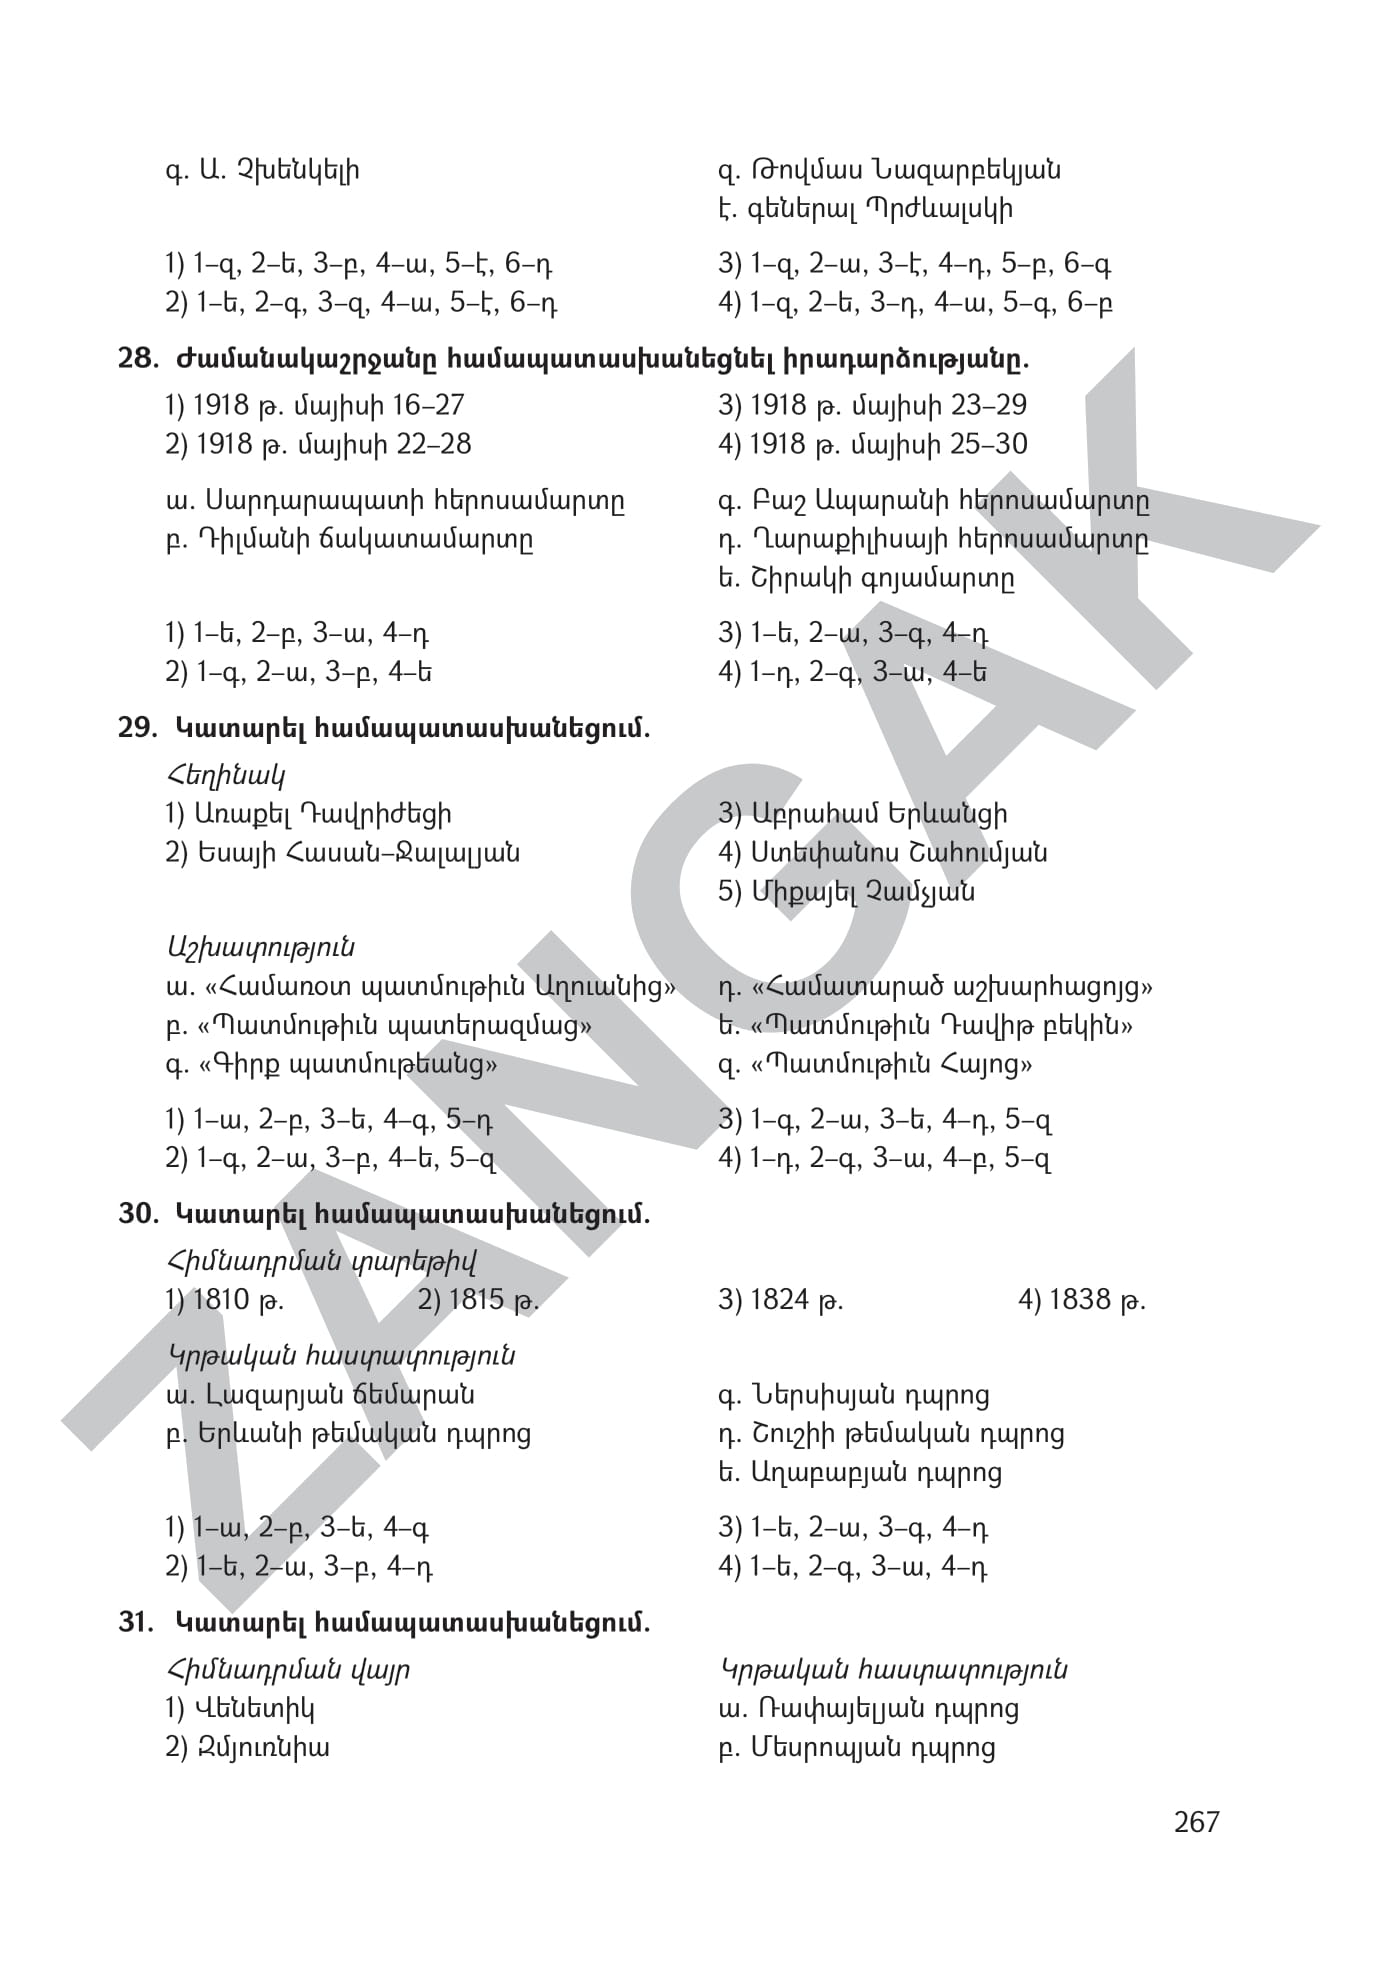 գ. Ա. Չխենկելի
զ. Թովմաս Նազարբեկյան
է. գեներալ Պրժևալսկի
1) 1–զ, 2–ե, 3–բ, 4–ա, 5–է, 6–դ
3) 1–զ, 2–ա, 3–է, 4–դ, 5–բ, 6–գ
2) 1–ե, 2–գ, 3–զ, 4–ա, 5–է, 6–դ
4) 1–զ, 2–ե, 3–դ, 4–ա, 5–գ, 6–բ
28. Ժամանակաշրջանը համապատասխանեցնել իրադարձությանը.
1) 1918 թ. մայիսի 16–27
3) 1918 թ. մայիսի 23–29
2) 1918 թ. մայիսի 22–28
4) 1918 թ. մայիսի 25–30
ա. Սարդարապատի հերոսամարտը
գ. Բաշ Ապարանի հերոսամարտը
բ. Դիլմանի ճակատամարտը
դ. Ղարաքիլիսայի հերոսամարտը
ե. Շիրակի գոյամարտը
1) 1–ե, 2–բ, 3–ա, 4–դ
3) 1–ե, 2–ա, 3–գ, 4–դ
2) 1–գ, 2–ա, 3–բ, 4–ե
4) 1–դ, 2–գ, 3–ա, 4–ե
29. Կատարել համապատասխանեցում.
Հեղինակ
1) Առաքել Դավրիժեցի
3) Աբրահամ Երևանցի
2) Եսայի Հասան–Ջալալյան
4) Ստեփանոս Շահումյան
5) Միքայել Չամչյան
Աշխատություն
ա. «Համառօտ պատմութիւն Աղուանից»
դ. «Համատարած աշխարհացոյց»
բ. «Պատմութիւն պատերազմաց»
ե. «Պատմութիւն Դավիթ բեկին»
գ. «Գիրք պատմութեանց»
զ. «Պատմութիւն Հայոց»
1) 1–ա, 2–բ, 3–ե, 4–գ, 5–դ
3) 1–գ, 2–ա, 3–ե, 4–դ, 5–զ
2) 1–գ, 2–ա, 3–բ, 4–ե, 5–զ
4) 1–դ, 2–գ, 3–ա, 4–բ, 5–զ
30. Կատարել համապատասխանեցում.
Հիմնադրման տարեթիվ
1) 1810 թ. 2) 1815 թ. 3) 1824 թ. 4) 1838 թ.
Կրթական հաստատություն
ա. Լազարյան ճեմարան
գ. Ներսիսյան դպրոց
բ. Երևանի թեմական դպրոց
դ. Շուշիի թեմական դպրոց
ե. Աղաբաբյան դպրոց
1) 1–ա, 2–բ, 3–ե, 4–գ
3) 1–ե, 2–ա, 3–գ, 4–դ
2) 1–ե, 2–ա, 3–բ, 4–դ
4) 1–ե, 2–գ, 3–ա, 4–դ
31. Կատարել համապատասխանեցում.
Հիմնադրման վայր
Կրթական հաստատություն
1) Վենետիկ
ա. Ռափայելյան դպրոց
2) Զմյուռնիա
բ. Մեսրոպյան դպրոց
267
ZANGAK